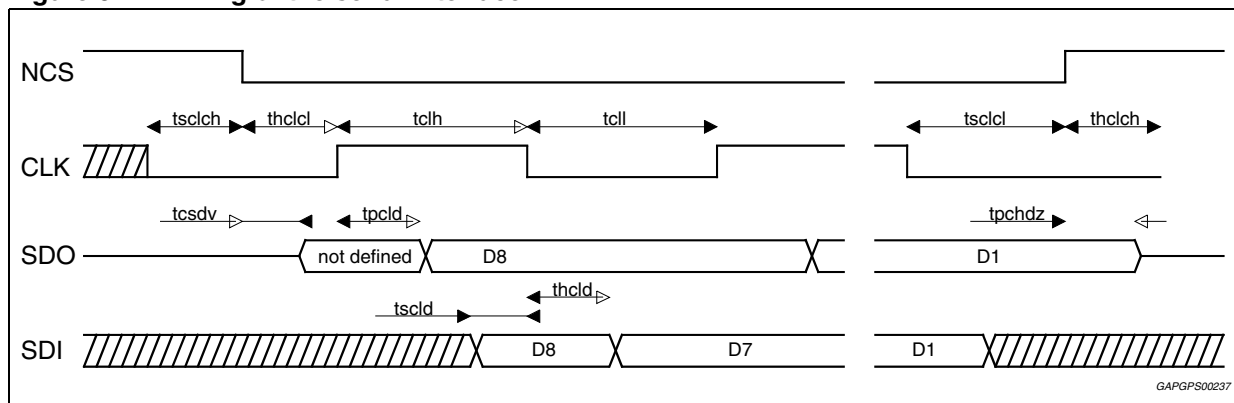 NCS
tsclch thclcl tclh tcll tsclcl thclch
CLK
tcsdv tpcld tpchdz
SDO not defined D8 D1
tscld thcld
SDI D8 D7 D1
GAPGPS00237